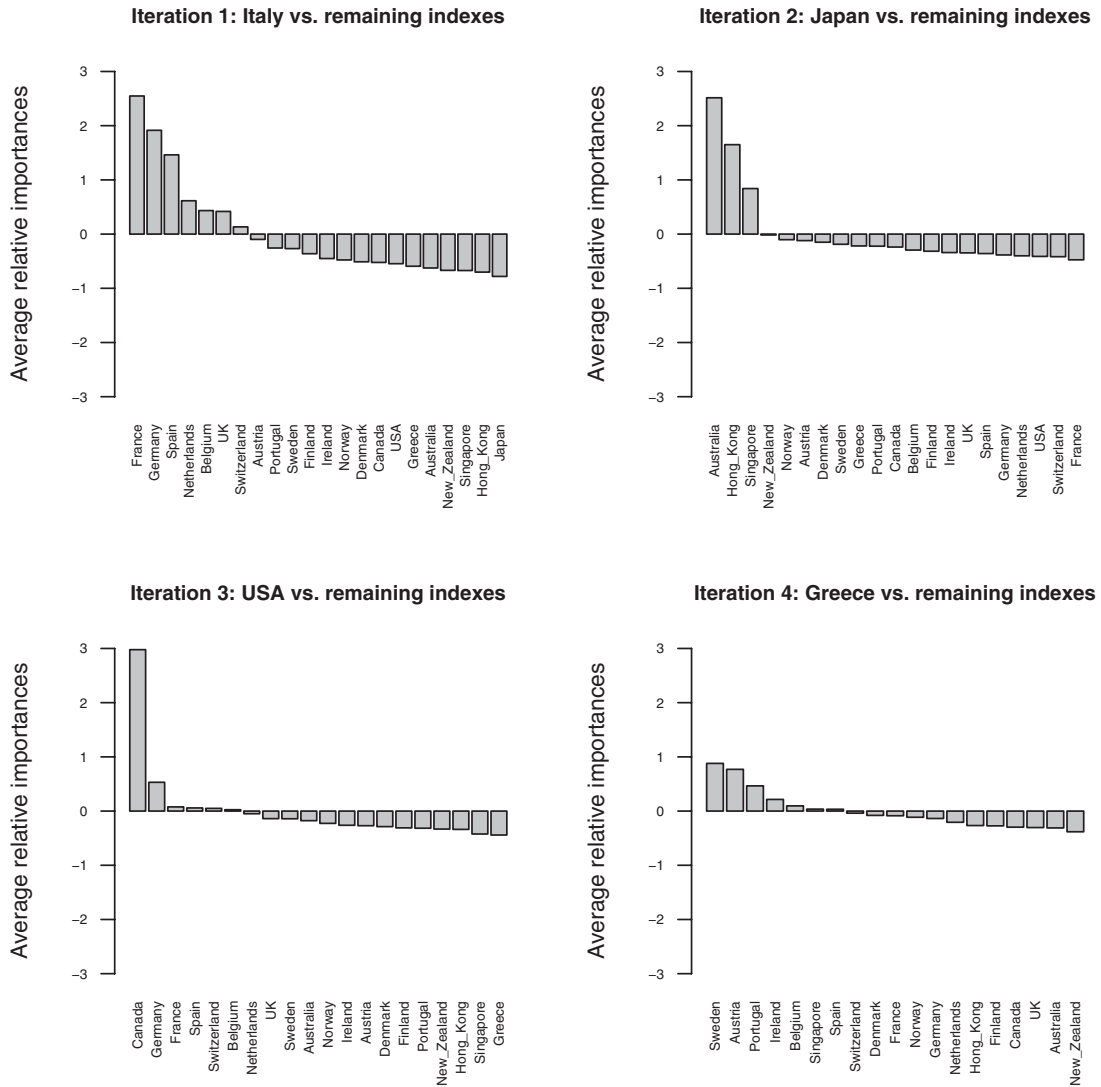 Iteration 1: Italy vs. remaining indexes
Average relative importances
3
2
1
0
−1
−2
−3
France
Germany
Spain
Netherlands
Belgium
UK
Switzerland
Austria
Portugal
Sweden
Finland
Ireland
Norway
Denmark
Canada
USA
Greece
Australia
New_Zealand
Singapore
Hong_Kong
Japan
Iteration 2: Japan vs. remaining indexes
Average relative importances
3
2
1
0
−1
−2
−3
Australia
Hong_Kong
Singapore
New_Zealand
Norway
Austria
Denmark
Sweden
Greece
Portugal
Canada
Belgium
Finland
Ireland
UK
Spain
Germany
Netherlands
USA
Switzerland
France
Iteration 3: USA vs. remaining indexes
Average relative importances
3
2
1
0
−1
−2
−3
Canada
Germany
France
Spain
Switzerland
Belgium
Netherlands
UK
Sweden
Australia
Norway
Ireland
Austria
Denmark
Finland
Portugal
New_Zealand
Hong_Kong
Singapore
Greece
Iteration 4: Greece vs. remaining indexes
Average relative importances
3
2
1
0
−1
−2
−3
Sweden
Austria
Portugal
Ireland
Belgium
Singapore
Spain
Switzerland
Denmark
France
Norway
Germany
Netherlands
Hong_Kong
Finland
Canada
UK
Australia
New_Zealand